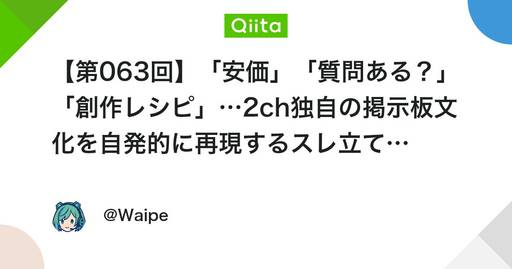 Qiita
【第063回】「安価」「質問ある？」
「創作レシピ」…2ch独自の掲示板文
化を自発的に再現するスレ立て…
@Waipe